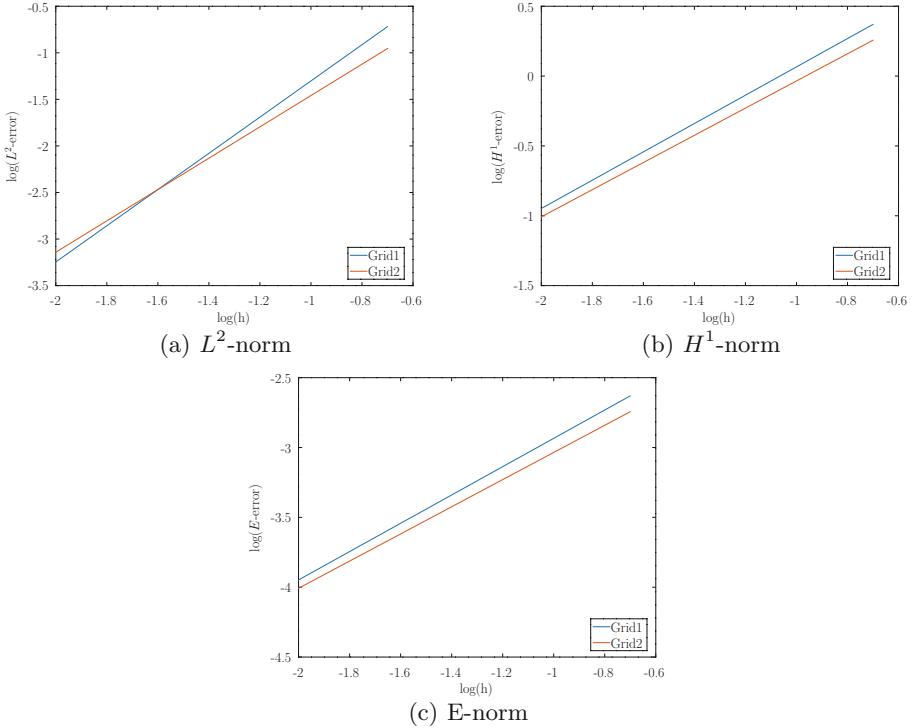 -0.5
-1
-1.5
-2
-2.5
-3
-3.5
log(L²-error)
-2 -1.8 -1.6 -1.4 -1.2 -1 -0.8 -0.6
log(h)
Grid1
Grid2
(a) L²-norm
0.5
0
-0.5
-1
-1.5
log(H¹-error)
-2 -1.8 -1.6 -1.4 -1.2 -1 -0.8 -0.6
log(h)
Grid1
Grid2
(b) H¹-norm
-2.5
-3
-3.5
-4
-4.5
log(E-error)
-2 -1.8 -1.6 -1.4 -1.2 -1 -0.8 -0.6
log(h)
Grid1
Grid2
(c) E-norm